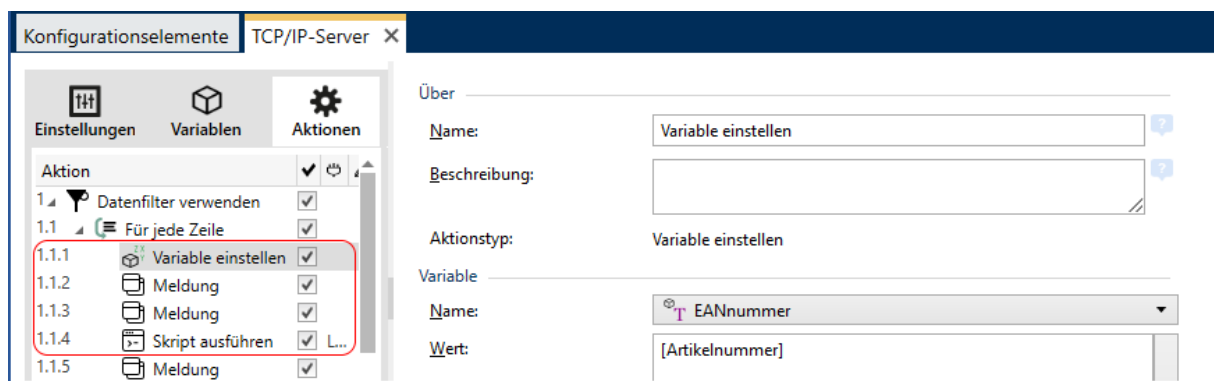 Konfigurationselemente TCP/IP-Server
Einstellungen Variablen Aktionen
Aktion
1 Datenfilter verwenden
1.1 Für jede Zeile
1.1.1 Variable einstellen
1.1.2 Meldung
1.1.3 Meldung
1.1.4 Skript ausführen L...
1.1.5 Meldung
Über
Name: Variable einstellen ?
Beschreibung: ?
Aktionstyp: Variable einstellen
Variable
Name: T EANnummer
Wert: [Artikelnummer]